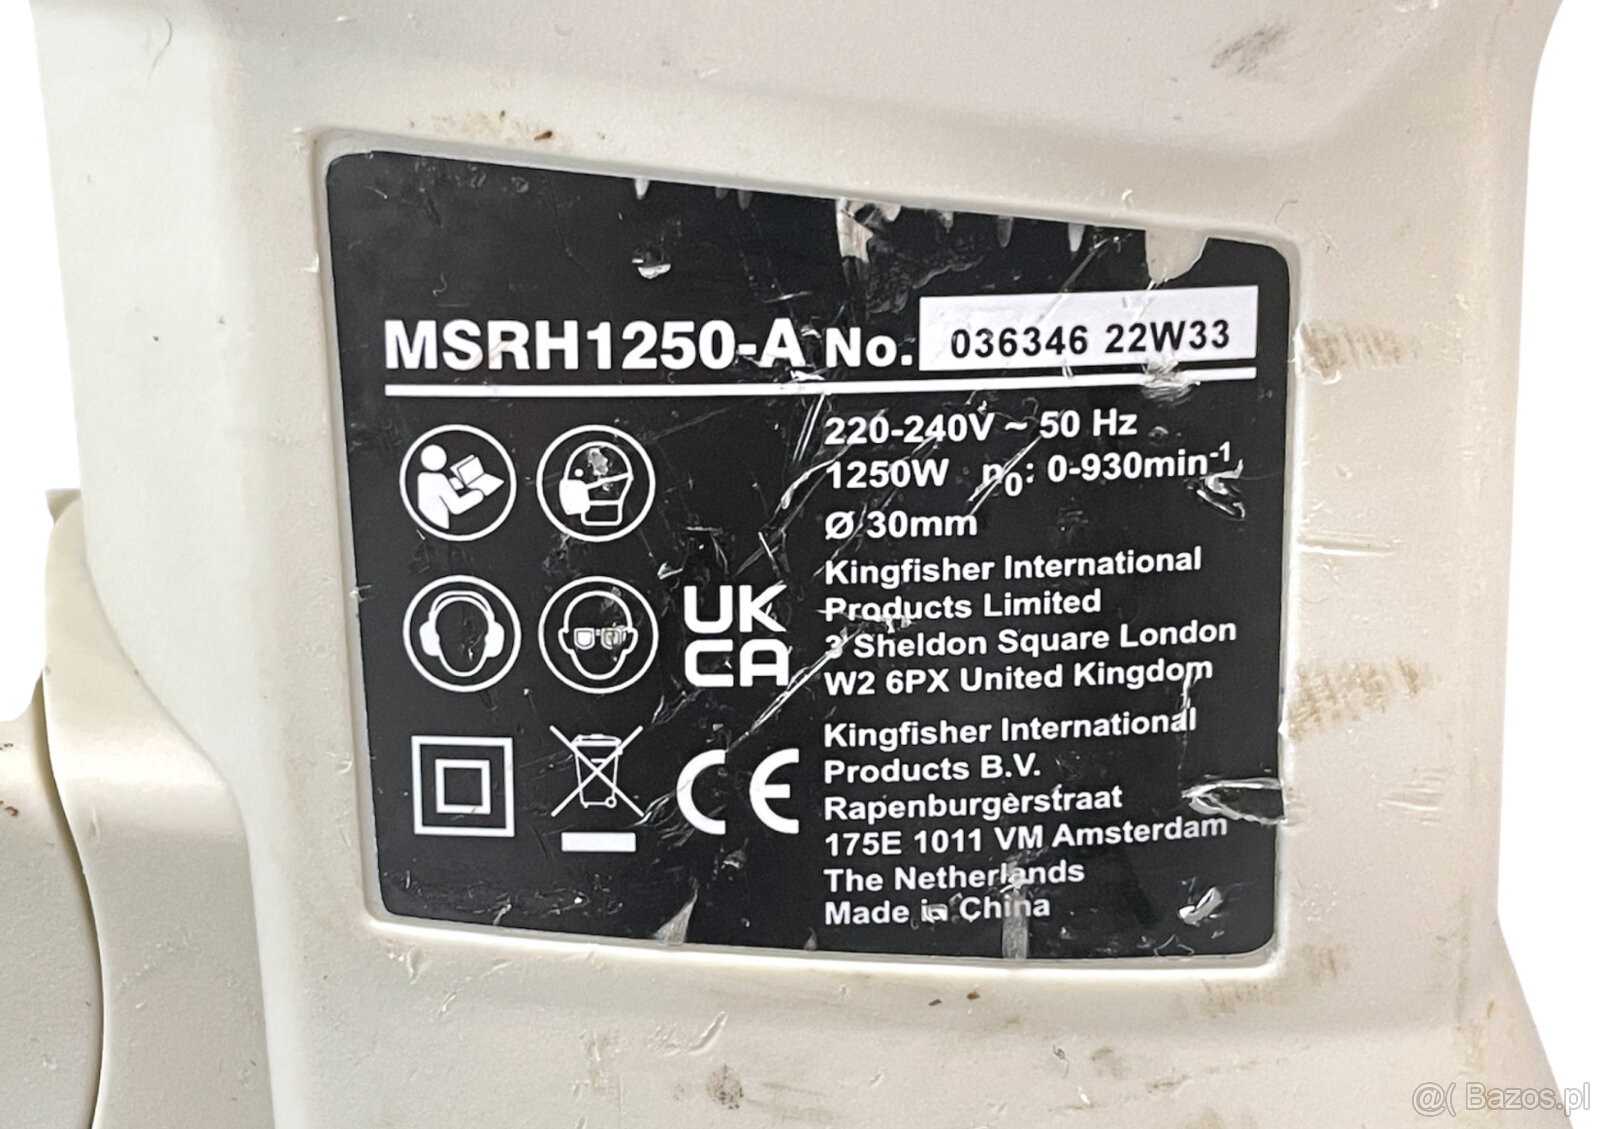 MSRH1250-A No. 036346 22W33
220-240V ~ 50 Hz
1250W n₀: 0-930min⁻¹
Ø 30mm
Kingfisher International
Products Limited
3 Sheldon Square London
W2 6PX United Kingdom
UK
CA
Kingfisher International
Products B.V.
Rapenburgerstraat
175E 1011 VM Amsterdam
The Netherlands
Made in China
CE
@( Bazos.pl